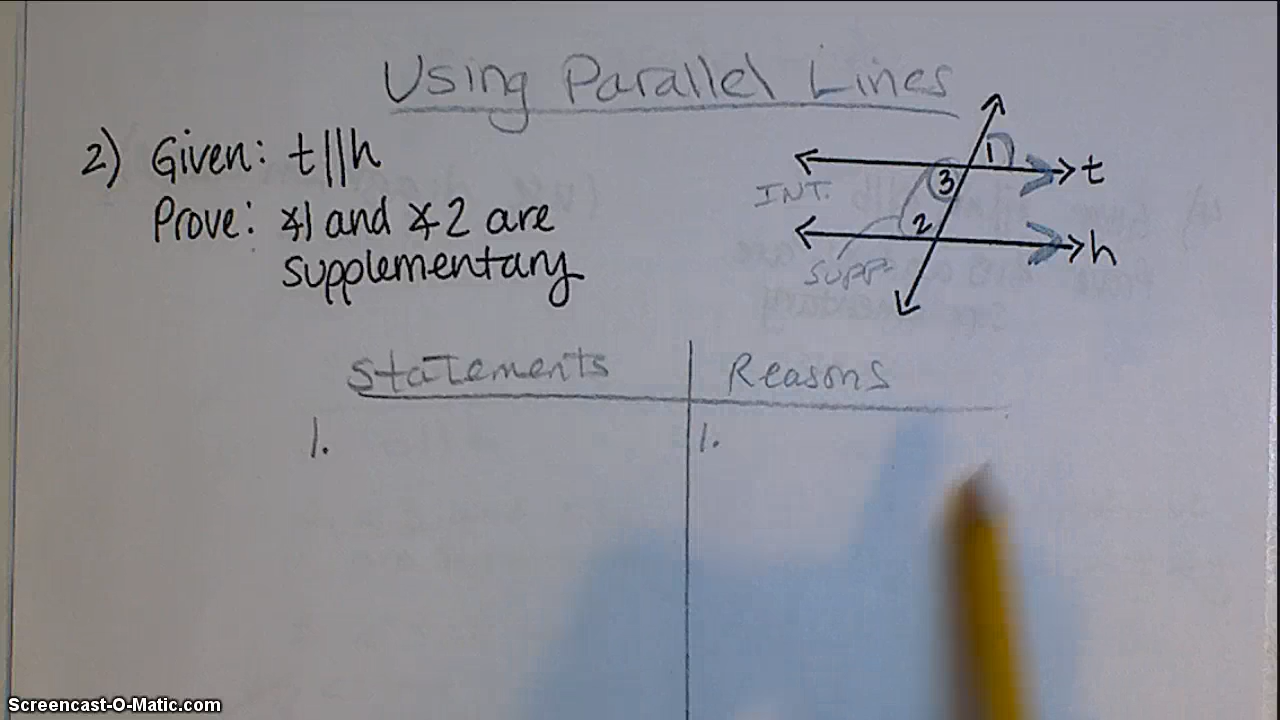 Using Parallel Lines
2) Given: t||h
Prove: ∡1 and ∡2 are
supplementary
1
t
INT.
3
2
h
SUPP.
Statements
Reasons
1.
1.
Screencast-O-Matic.com